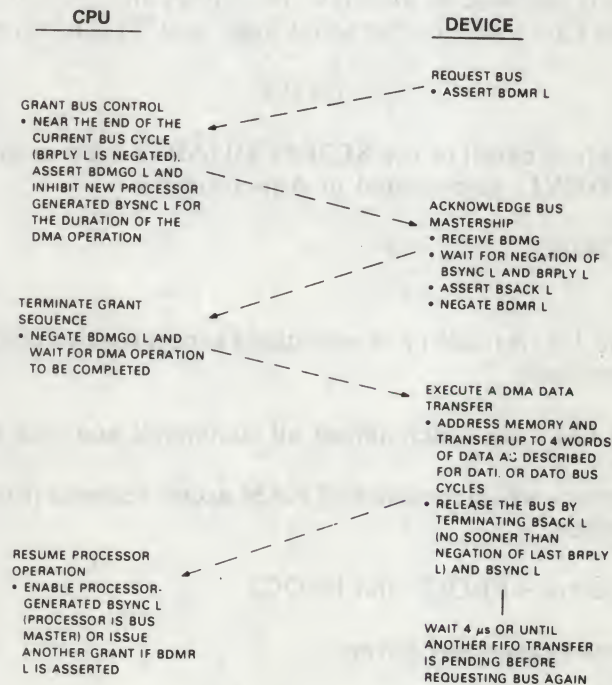 CPU
DEVICE
REQUEST BUS
• ASSERT BDMR L
GRANT BUS CONTROL
• NEAR THE END OF THE
CURRENT BUS CYCLE
(BRPLY L IS NEGATED),
ASSERT BDMGO L AND
INHIBIT NEW PROCESSOR
GENERATED BYSNC L FOR
THE DURATION OF THE
DMA OPERATION
ACKNOWLEDGE BUS
MASTERSHIP
• RECEIVE BDMG
• WAIT FOR NEGATION OF
BSYNC L AND BRPLY L
• ASSERT BSACK L
• NEGATE BDMR L
TERMINATE GRANT
SEQUENCE
• NEGATE BDMGO L AND
WAIT FOR DMA OPERATION
TO BE COMPLETED
EXECUTE A DMA DATA
TRANSFER
• ADDRESS MEMORY AND
TRANSFER UP TO 4 WORDS
OF DATA AS DESCRIBED
FOR DATI, OR DATO BUS
CYCLES
• RELEASE THE BUS BY
TERMINATING BSACK L
(NO SOONER THAN
NEGATION OF LAST BRPLY
L) AND BSYNC L
RESUME PROCESSOR
OPERATION
• ENABLE PROCESSOR-
GENERATED BSYNC L
(PROCESSOR IS BUS
MASTER) OR ISSUE
ANOTHER GRANT IF BDMR
L IS ASSERTED
WAIT 4 µs OR UNTIL
ANOTHER FIFO TRANSFER
IS PENDING BEFORE
REQUESTING BUS AGAIN